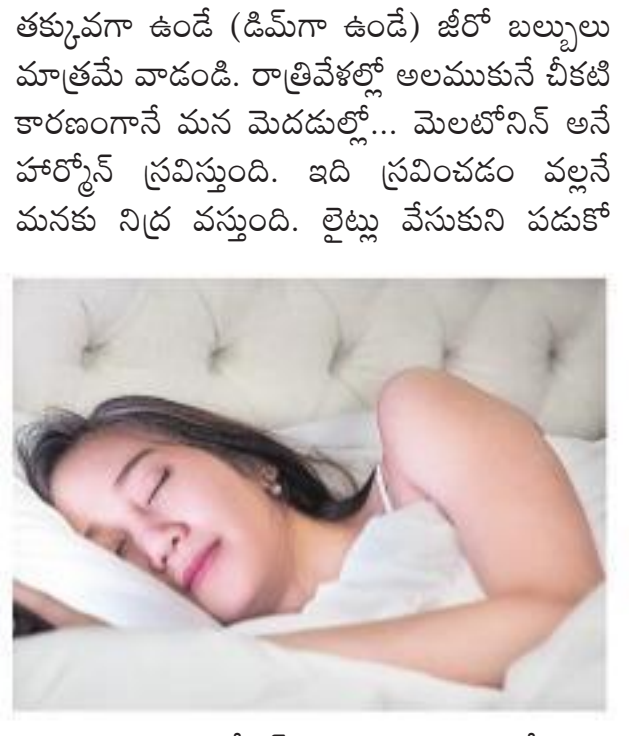 తక్కువగా ఉండే (డిమ్‌గా ఉండే) జీరో బల్బులు
మాత్రమే వాడండి. రాత్రివేళల్లో అలముకునే చీకటి
కారణంగానే మన మెదడుల్లో... మెలటోనిన్ అనే
హార్మోన్ స్రవిస్తుంది. ఇది స్రవించడం వల్లనే
మనకు నిద్ర వస్తుంది. లైట్లు వేసుకుని పడుకో